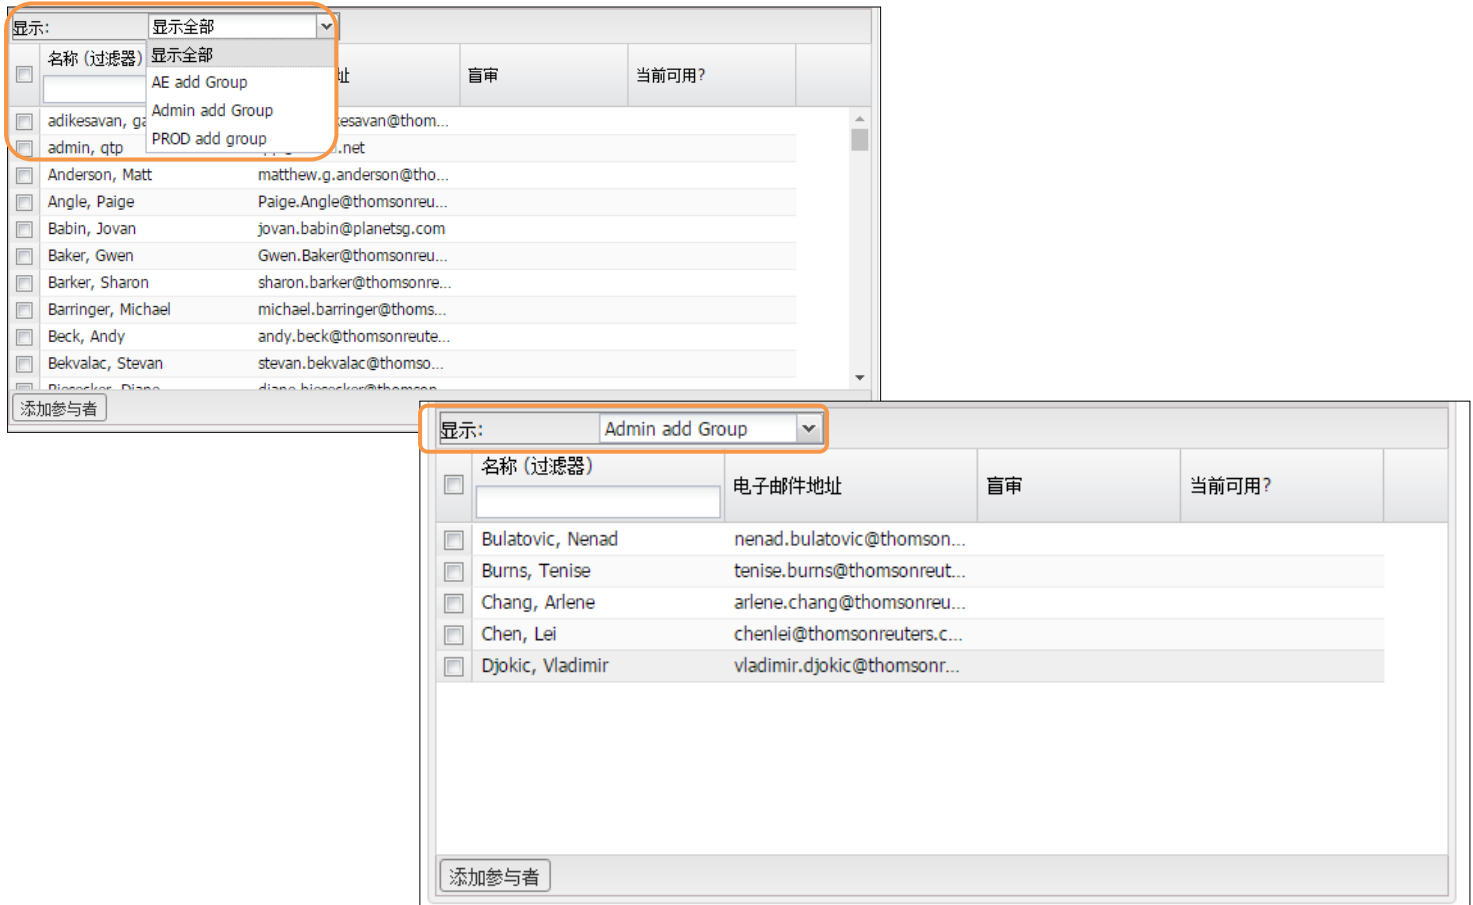 显示: 显示全部
名称 (过滤器) 显示全部
AE add Group
址 盲审 当前可用?
Admin add Group
adikesavan, ga kesavan@thom...
PROD add group
admin, qtp .net
Anderson, Matt matthew.g.anderson@tho...
Angle, Paige Paige.Angle@thomsonreu...
Babin, Jovan jovan.babin@planetsg.com
Baker, Gwen Gwen.Baker@thomsonreu...
Barker, Sharon sharon.barker@thomsonre...
Barringer, Michael michael.barringer@thoms...
Beck, Andy andy.beck@thomsonreute...
Bekvalac, Stevan stevan.bekvalac@thomso...
Biesecker, Diane diane.biesecker@thomson
添加参与者
显示: Admin add Group
名称 (过滤器) 电子邮件地址 盲审 当前可用?
Bulatovic, Nenad nenad.bulatovic@thomson...
Burns, Tenise tenise.burns@thomsonreut...
Chang, Arlene arlene.chang@thomsonreu...
Chen, Lei chenlei@thomsonreuters.c...
Djokic, Vladimir vladimir.djokic@thomsonr...
添加参与者